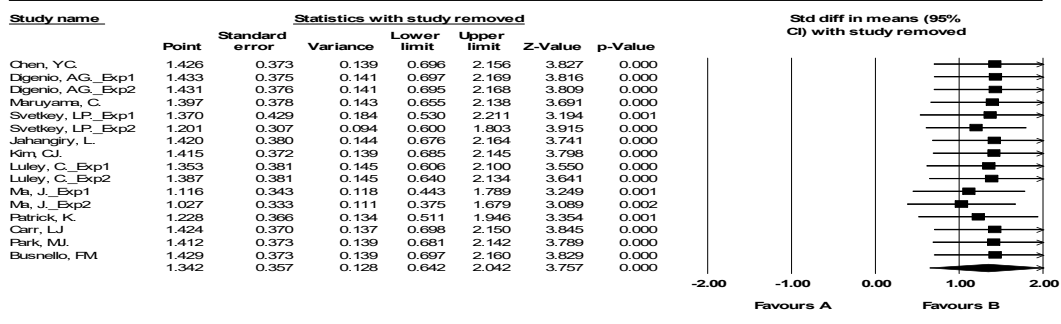 Study name Statistics with study removed Std diff in means (95% CI) with study removed
Point Standard error Variance Lower limit Upper limit Z-Value p-Value
Chen, YC. 1.426 0.373 0.139 0.696 2.156 3.827 0.000
Digenio, AG._Exp1 1.433 0.375 0.141 0.697 2.169 3.816 0.000
Digenio, AG._Exp2 1.431 0.376 0.141 0.695 2.168 3.809 0.000
Maruyama, C. 1.397 0.378 0.143 0.655 2.138 3.691 0.000
Svetkey, LP._Exp1 1.370 0.429 0.184 0.530 2.211 3.194 0.001
Svetkey, LP._Exp2 1.201 0.307 0.094 0.600 1.803 3.915 0.000
Jahangiry, L. 1.420 0.380 0.144 0.676 2.164 3.741 0.000
Kim, CJ. 1.415 0.372 0.139 0.685 2.145 3.798 0.000
Luley, C._Exp1 1.353 0.381 0.145 0.606 2.100 3.550 0.000
Luley, C._Exp2 1.387 0.381 0.145 0.640 2.134 3.641 0.000
Ma, J._Exp1 1.116 0.343 0.118 0.443 1.789 3.249 0.001
Ma, J._Exp2 1.027 0.333 0.111 0.375 1.679 3.089 0.002
Patrick, K. 1.228 0.366 0.134 0.511 1.946 3.354 0.001
Carr, LJ 1.424 0.370 0.137 0.698 2.150 3.845 0.000
Park, MJ. 1.412 0.373 0.139 0.681 2.142 3.789 0.000
Busnello, FM. 1.429 0.373 0.139 0.697 2.160 3.829 0.000
1.342 0.357 0.128 0.642 2.042 3.757 0.000
-2.00 -1.00 0.00 1.00 2.00
Favours A Favours B